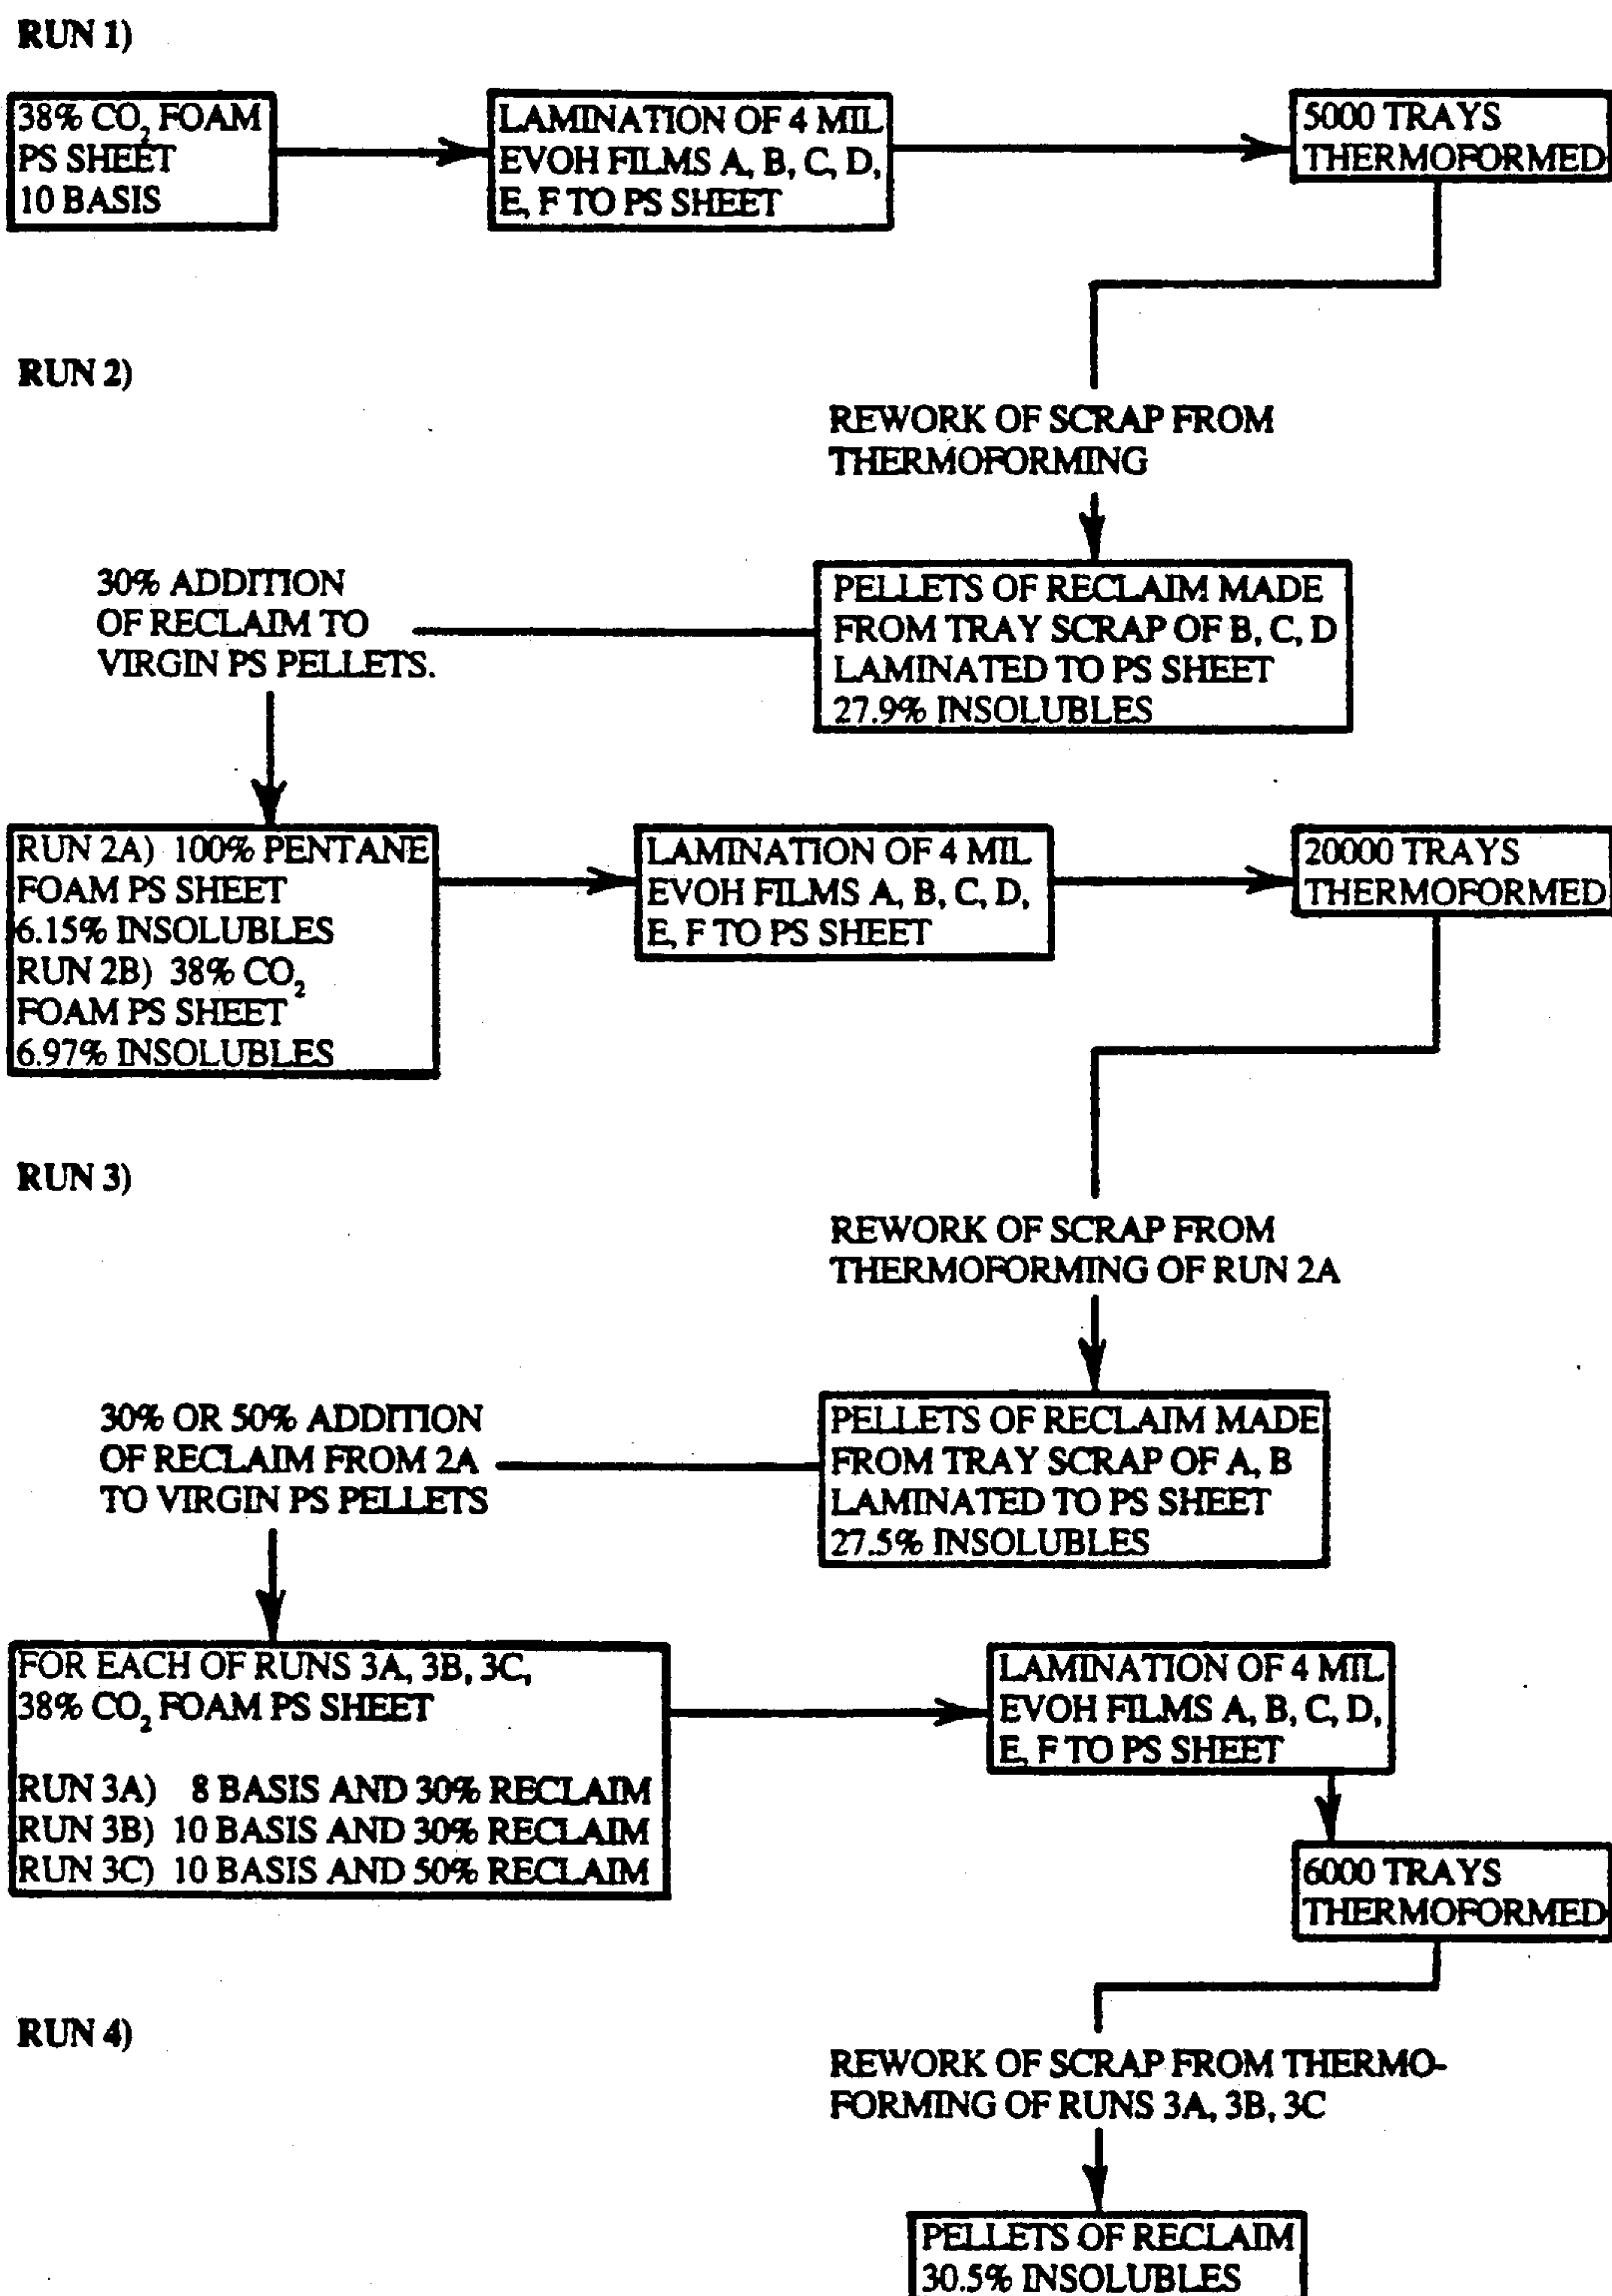 RUN 1)
38% CO₂ FOAM
PS SHEET
10 BASIS
LAMINATION OF 4 MIL
EVOH FILMS A, B, C, D,
E, F TO PS SHEET
5000 TRAYS
THERMOFORMED
RUN 2)
REWORK OF SCRAP FROM
THERMOFORMING
PELLETS OF RECLAIM MADE
FROM TRAY SCRAP OF B, C, D
LAMINATED TO PS SHEET
27.9% INSOLUBLES
30% ADDITION
OF RECLAIM TO
VIRGIN PS PELLETS.
RUN 2A) 100% PENTANE
FOAM PS SHEET
6.15% INSOLUBLES
RUN 2B) 38% CO₂
FOAM PS SHEET
6.97% INSOLUBLES
LAMINATION OF 4 MIL
EVOH FILMS A, B, C, D,
E, F TO PS SHEET
20000 TRAYS
THERMOFORMED
RUN 3)
REWORK OF SCRAP FROM
THERMOFORMING OF RUN 2A
PELLETS OF RECLAIM MADE
FROM TRAY SCRAP OF A, B
LAMINATED TO PS SHEET
27.5% INSOLUBLES
30% OR 50% ADDITION
OF RECLAIM FROM 2A
TO VIRGIN PS PELLETS
FOR EACH OF RUNS 3A, 3B, 3C,
38% CO₂ FOAM PS SHEET
RUN 3A) 8 BASIS AND 30% RECLAIM
RUN 3B) 10 BASIS AND 30% RECLAIM
RUN 3C) 10 BASIS AND 50% RECLAIM
LAMINATION OF 4 MIL
EVOH FILMS A, B, C, D,
E, F TO PS SHEET
6000 TRAYS
THERMOFORMED
RUN 4)
REWORK OF SCRAP FROM THERMO-
FORMING OF RUNS 3A, 3B, 3C
PELLETS OF RECLAIM
30.5% INSOLUBLES